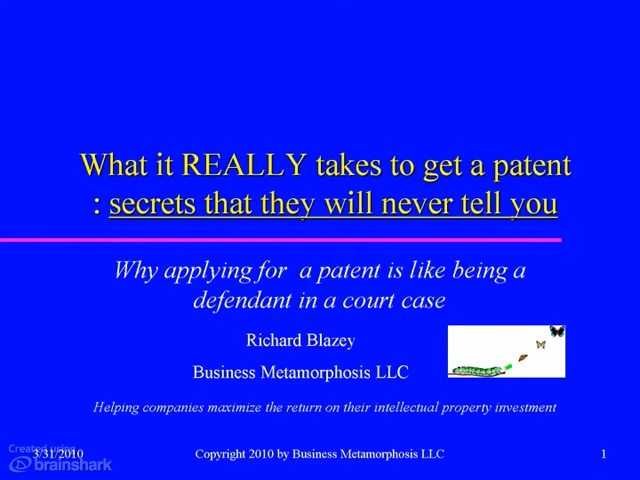 What it REALLY takes to get a patent
: secrets that they will never tell you
Why applying for a patent is like being a
defendant in a court case
Richard Blazey
Business Metamorphosis LLC
Helping companies maximize the return on their intellectual property investment
Created using
3/31/2010
Copyright 2010 by Business Metamorphosis LLC
1
brainshark